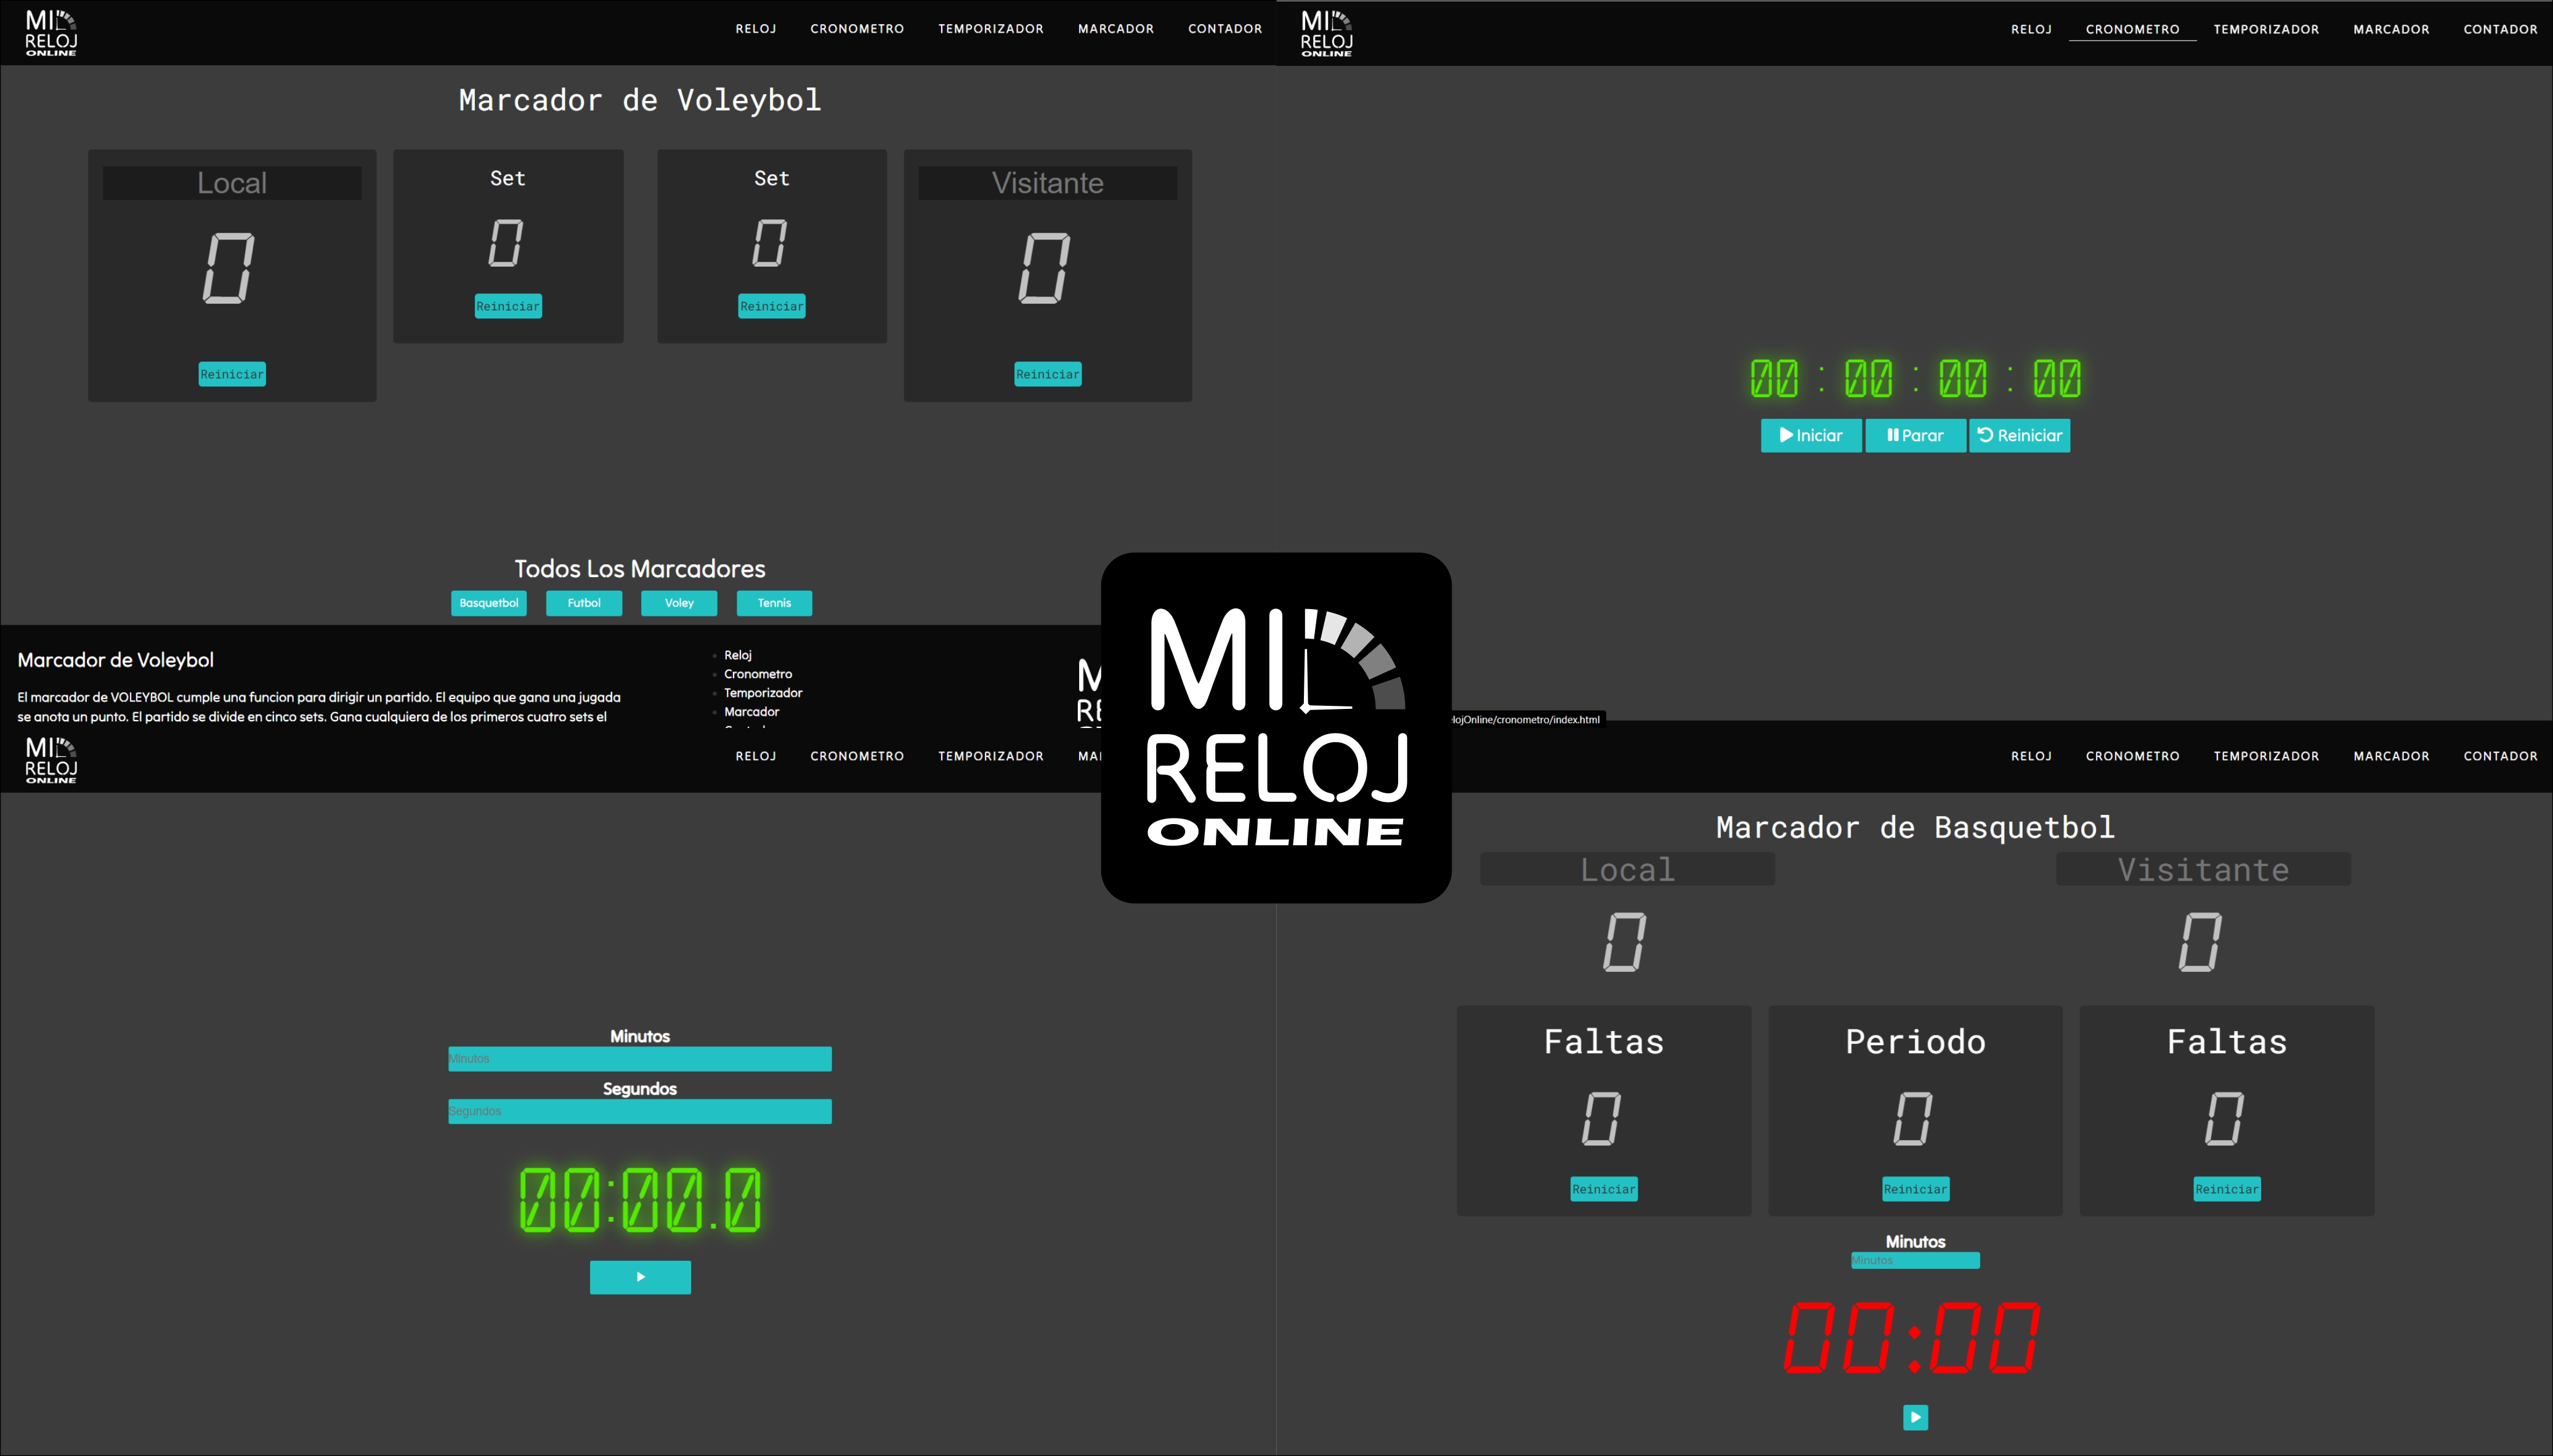 MI
RELOJ
ONLINE
RELOJ CRONOMETRO TEMPORIZADOR MARCADOR CONTADOR
Marcador de Voleybol
Local
0
Reiniciar
Set
0
Reiniciar
Set
0
Reiniciar
Visitante
0
Reiniciar
Todos Los Marcadores
Basquetbol Futbol Voley Tennis
Marcador de Voleybol
El marcador de VOLEYBOL cumple una funcion para dirigir un partido. El equipo que gana una jugada
se anota un punto. El partido se divide en cinco sets. Gana cualquiera de los primeros cuatro sets el
Reloj
Cronometro
Temporizador
Marcador
MI
RELOJ
ONLINE
RELOJ CRONOMETRO TEMPORIZADOR MARCADOR CONTADOR
00 : 00 : 00 : 00
Iniciar Parar Reiniciar
lojOnline/cronometro/index.html
MI
RELOJ
ONLINE
MI
RELOJ
ONLINE
RELOJ CRONOMETRO TEMPORIZADOR
Minutos
Minutos
Segundos
Segundos
00:00.0
RELOJ CRONOMETRO TEMPORIZADOR MARCADOR CONTADOR
Marcador de Basquetbol
Local Visitante
0 0
Faltas Periodo Faltas
0 0 0
Reiniciar Reiniciar Reiniciar
Minutos
Minutos
00:00